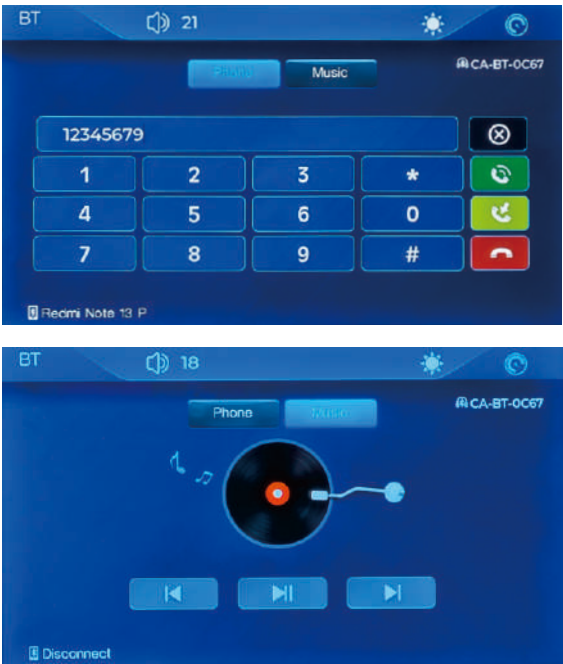 BT 21
Phone Music CA-BT-0C67
12345679
1 2 3 *
4 5 6 0
7 8 9 #
Redmi Note 13 P
BT 18
Phone Music CA-BT-0C67
Disconnect